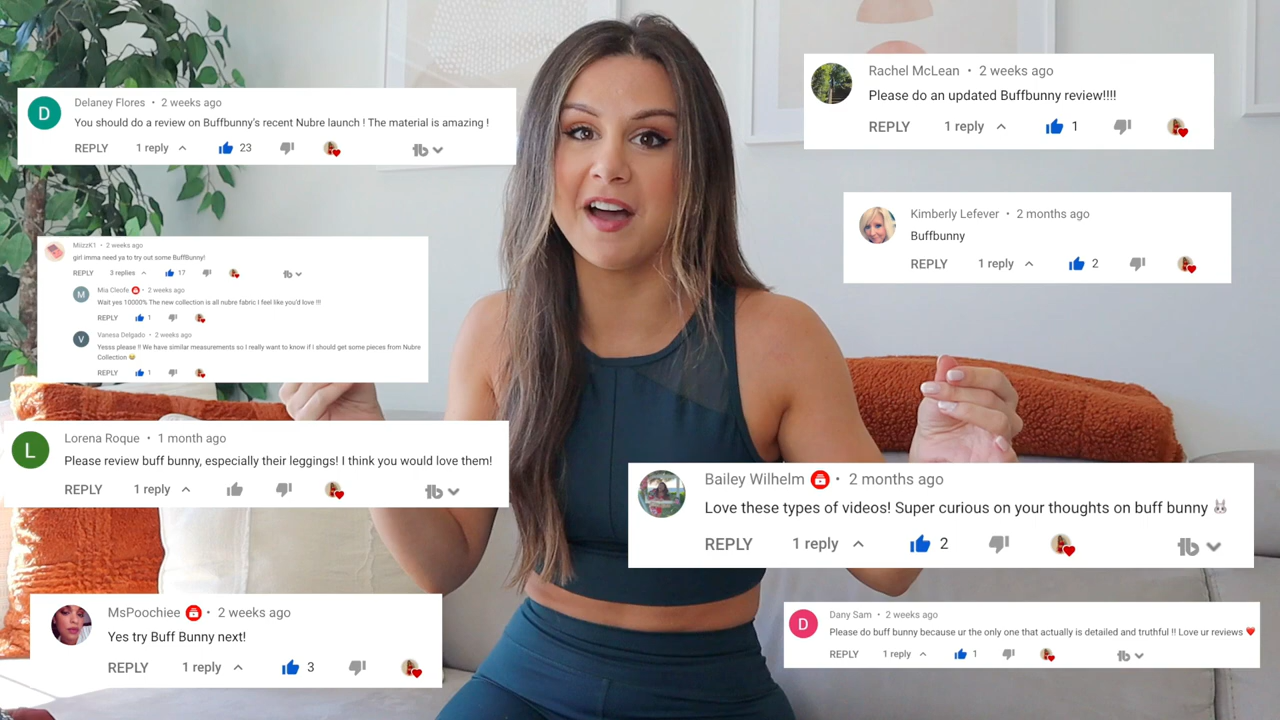 D
Delaney Flores • 2 weeks ago
You should do a review on Buffbunny's recent Nubre launch ! The material is amazing !
REPLY 1 reply 23
Rachel McLean • 2 weeks ago
Please do an updated Buffbunny review!!!!
REPLY 1 reply 1
Kimberly Lefever • 2 months ago
Buffbunny
REPLY 1 reply 2
MiizzK1 • 2 weeks ago
girl imma need ya to try out some BuffBunny!
REPLY 3 replies 17
M
Mia Cleofe • 2 weeks ago
Wait yes 10000% The new collection is all nubre fabric I feel like you'd love !!!
REPLY 1
V
Vanesa Delgado • 2 weeks ago
Yesss please !! We have similar measurements so I really want to know if I should get some pieces from Nubre
Collection 😅
REPLY 1
L
Lorena Roque • 1 month ago
Please review buff bunny, especially their leggings! I think you would love them!
REPLY 1 reply
Bailey Wilhelm • 2 months ago
Love these types of videos! Super curious on your thoughts on buff bunny 🐰
REPLY 1 reply 2
MsPoochiee • 2 weeks ago
Yes try Buff Bunny next!
REPLY 1 reply 3
D
Dany Sam • 2 weeks ago
Please do buff bunny because ur the only one that actually is detailed and truthful !! Love ur reviews ❤️
REPLY 1 reply 1